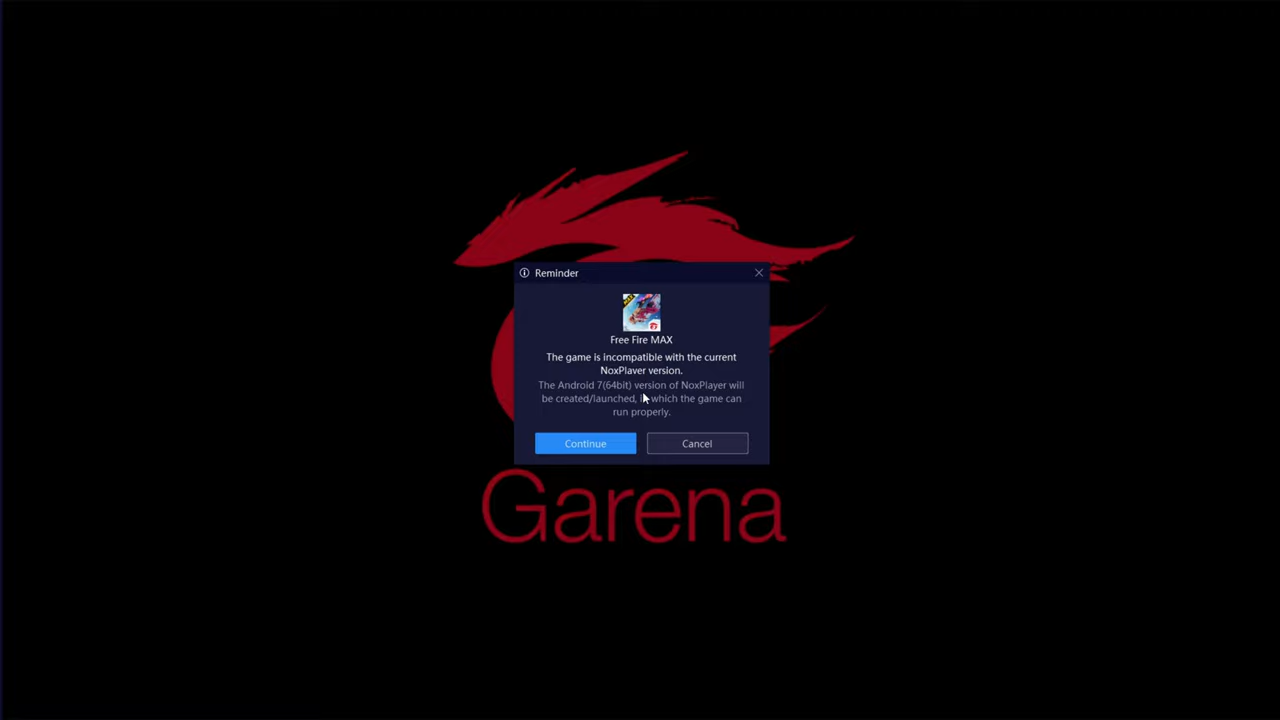 Reminder
Free Fire MAX
The game is incompatible with the current
NoxPlayer version.
The Android 7(64bit) version of NoxPlayer will
be created/launched, in which the game can
run properly.
Continue
Cancel
Garena